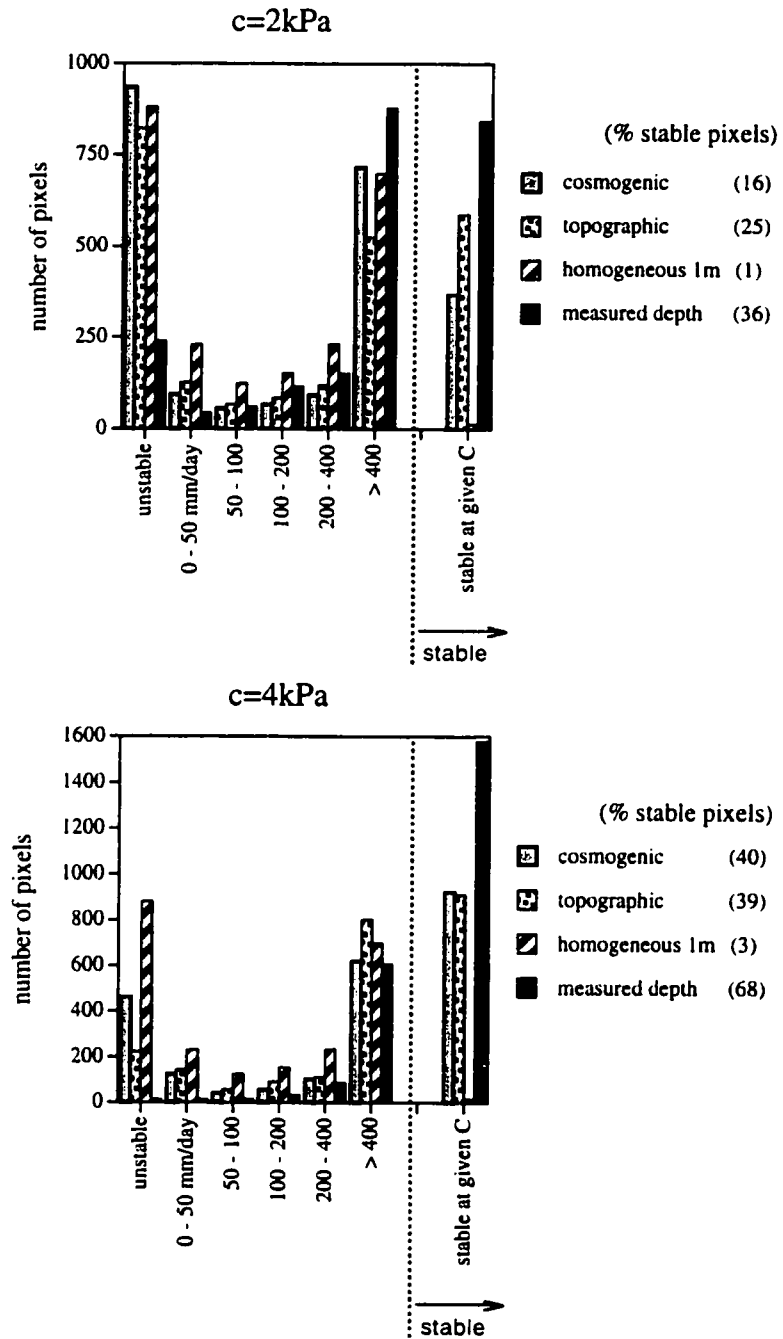 c=2kPa
1000
750
500
250
0
number of pixels
unstable
0 - 50 mm/day
50 - 100
100 - 200
200 - 400
> 400
stable at given C
stable
(% stable pixels)
cosmogenic (16)
topographic (25)
homogeneous 1m (1)
measured depth (36)
c=4kPa
1600
1400
1200
1000
800
600
400
200
0
number of pixels
unstable
0 - 50 mm/day
50 - 100
100 - 200
200 - 400
> 400
stable at given C
stable
(% stable pixels)
cosmogenic (40)
topographic (39)
homogeneous 1m (3)
measured depth (68)